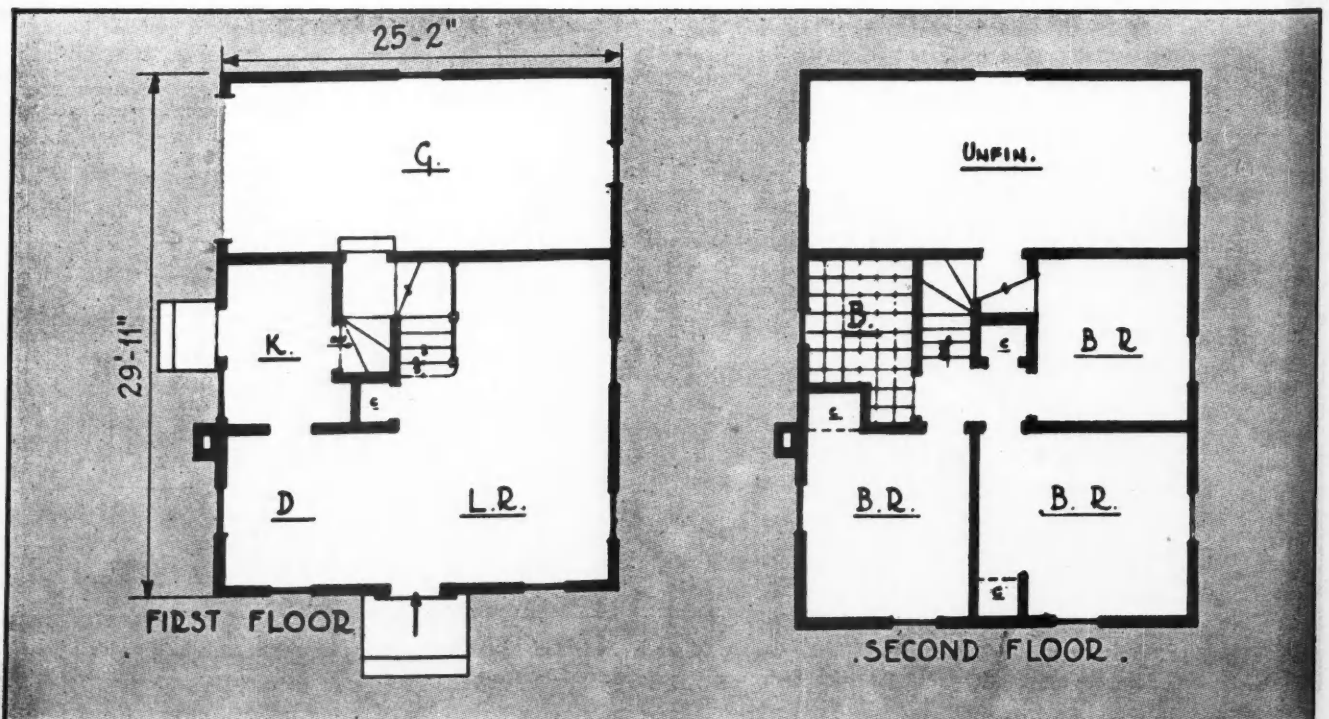 25-2"
G.
29'-11"
K.
c
D
L.R.
FIRST FLOOR
UNFIN.
B.
c
B R
c
B.R.
B. R.
c
.SECOND FLOOR.